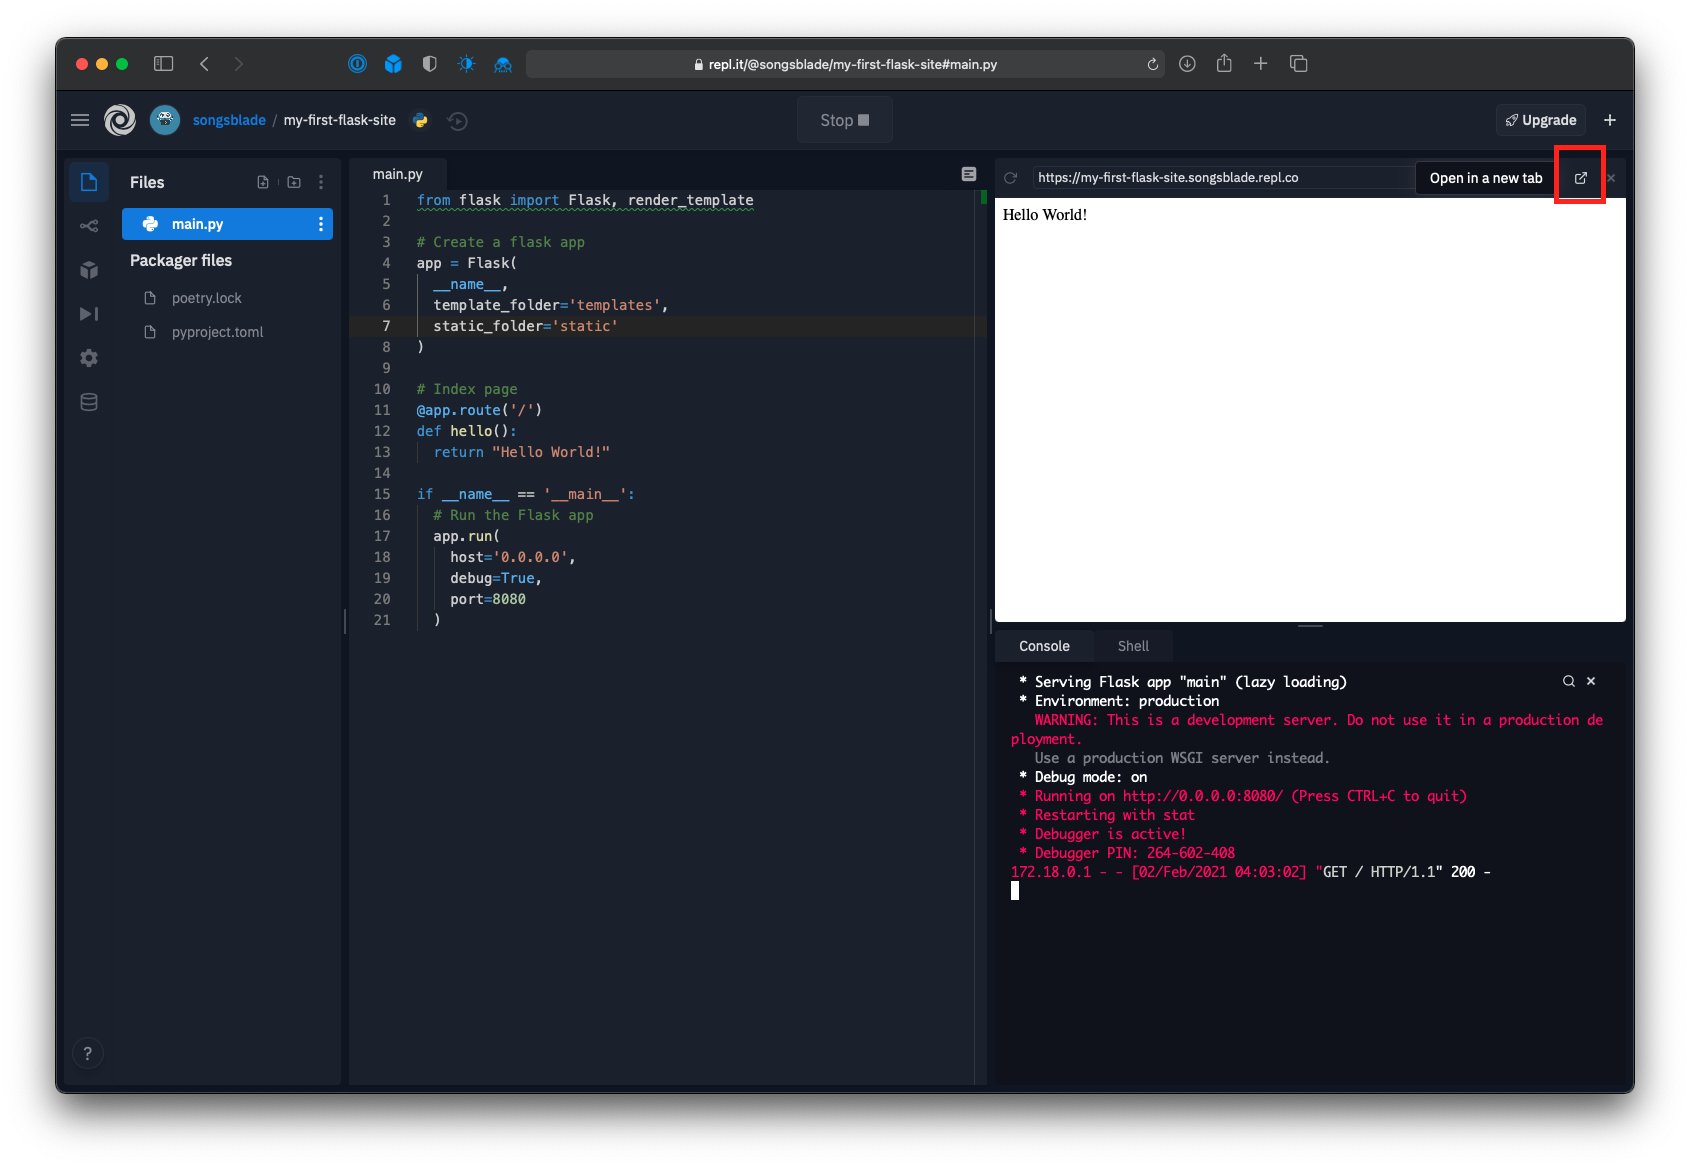 repl.it/@songsblade/my-first-flask-site#main.py
songsblade / my-first-flask-site
Stop
Upgrade
Files
main.py
Packager files
poetry.lock
pyproject.toml
?
main.py
1 from flask import Flask, render_template
2
3 # Create a flask app
4 app = Flask(
5 __name__,
6 template_folder='templates',
7 static_folder='static'
8 )
9
10 # Index page
11 @app.route('/')
12 def hello():
13 return "Hello World!"
14
15 if __name__ == '__main__':
16 # Run the Flask app
17 app.run(
18 host='0.0.0.0',
19 debug=True,
20 port=8080
21 )
https://my-first-flask-site.songsblade.repl.co
Open in a new tab
Hello World!
Console Shell
* Serving Flask app "main" (lazy loading)
* Environment: production
WARNING: This is a development server. Do not use it in a production de
ployment.
Use a production WSGI server instead.
* Debug mode: on
* Running on http://0.0.0.0:8080/ (Press CTRL+C to quit)
* Restarting with stat
* Debugger is active!
* Debugger PIN: 264-602-408
172.18.0.1 - - [02/Feb/2021 04:03:02] "GET / HTTP/1.1" 200 -